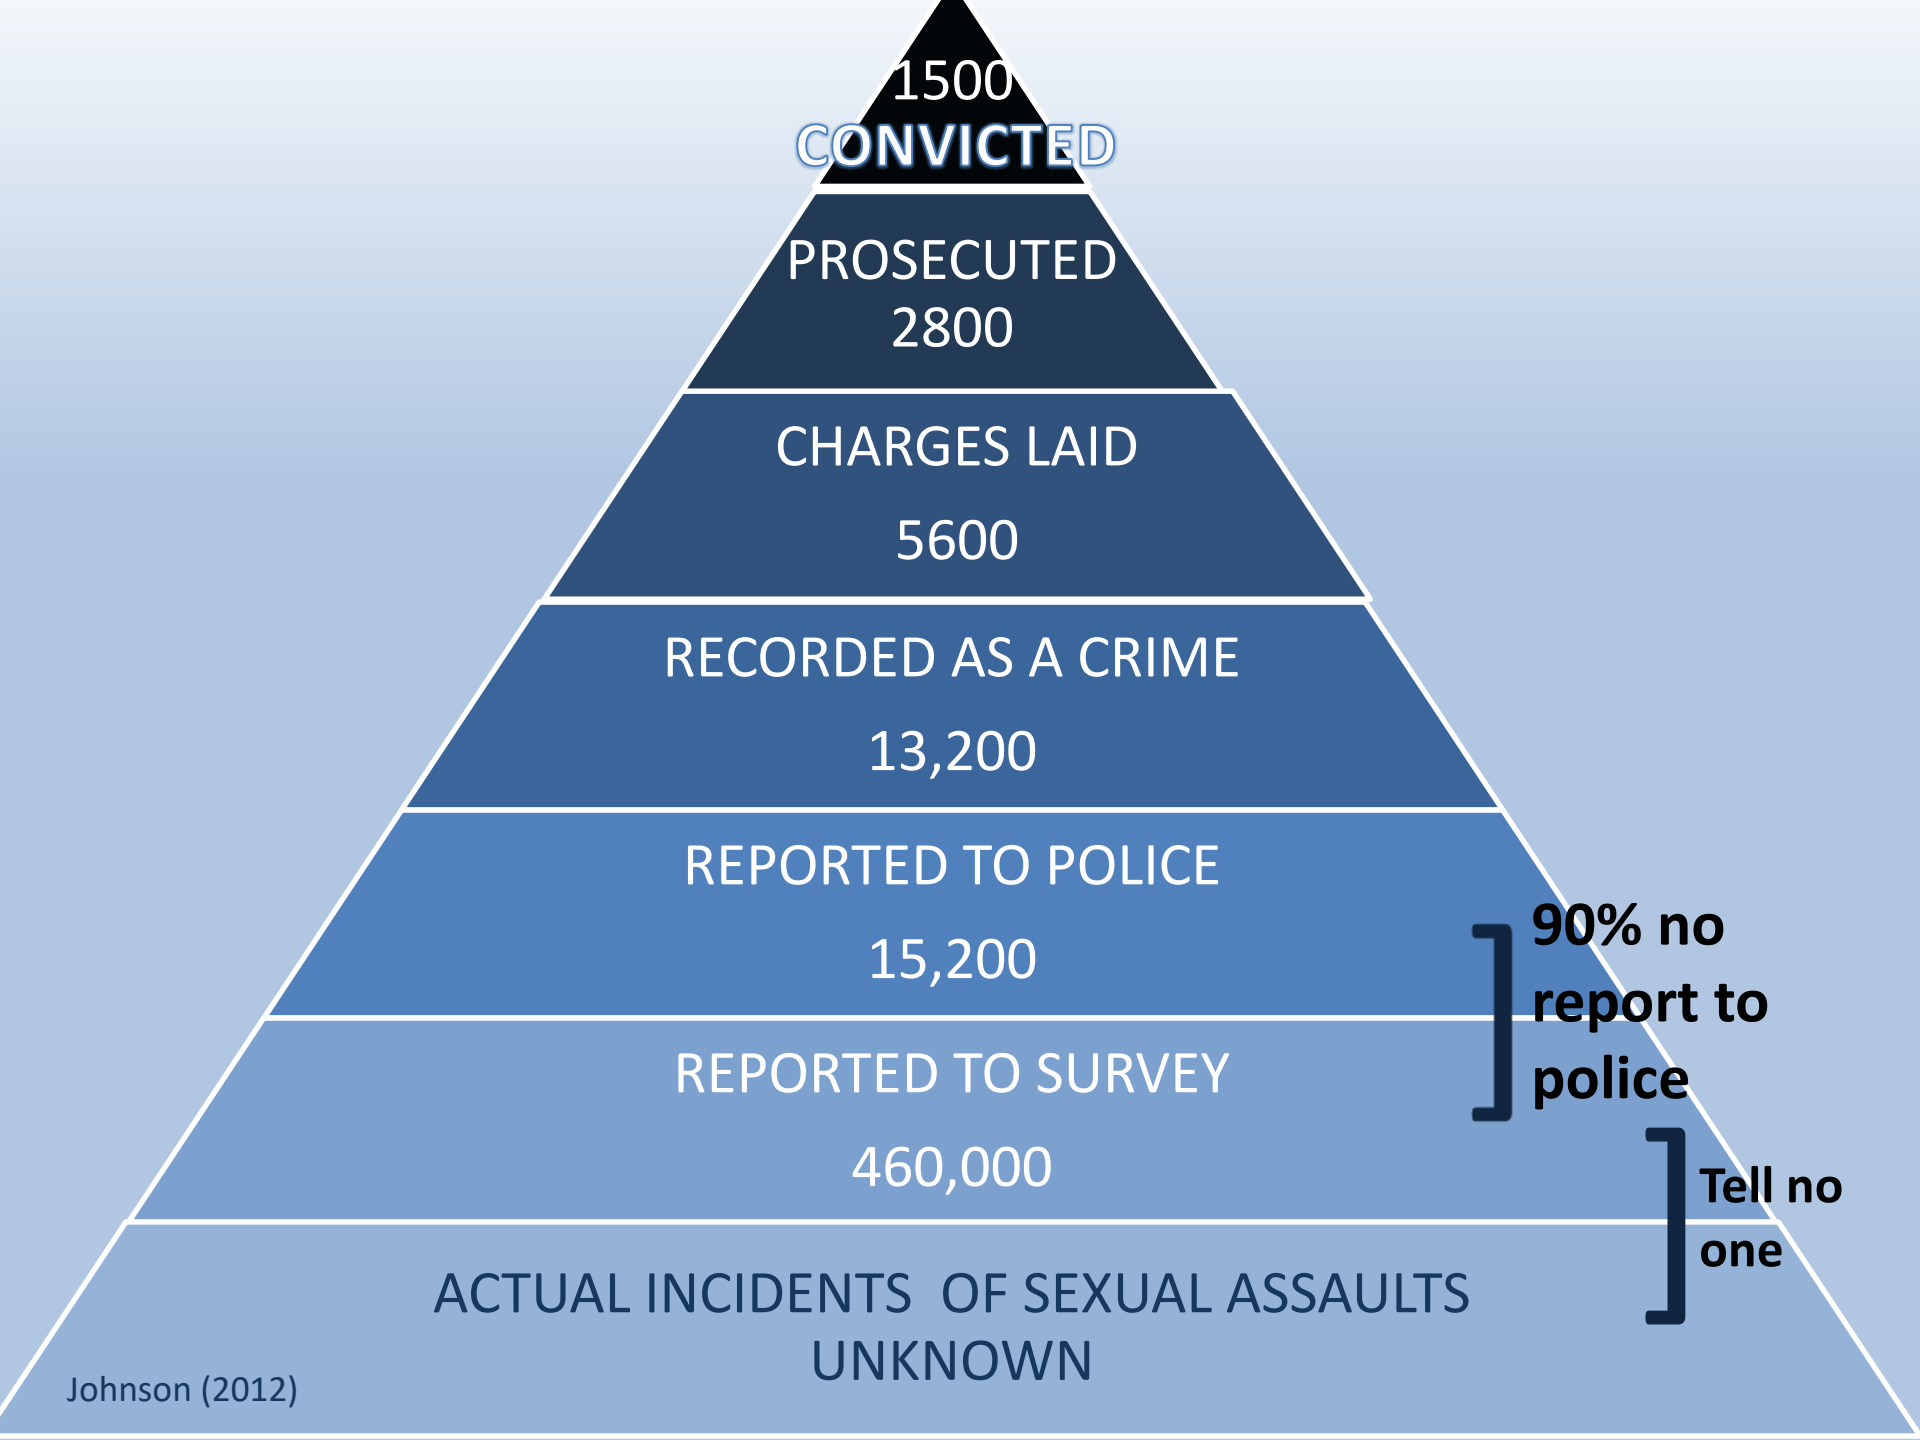 1500
CONVICTED
PROSECUTED
2800
CHARGES LAID
5600
RECORDED AS A CRIME
13,200
REPORTED TO POLICE
15,200
90% no
report to
police
REPORTED TO SURVEY
460,000
Tell no
one
ACTUAL INCIDENTS  OF SEXUAL ASSAULTS
UNKNOWN
Johnson (2012)